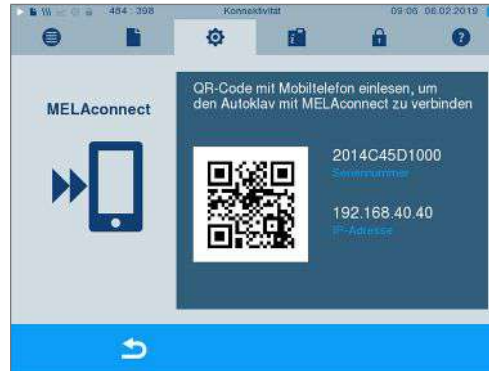 484 : 398 Konnektivität 09:06 06.02.2019
MELAconnect
QR-Code mit Mobiltelefon einlesen, um
den Autoklav mit MELAconnect zu verbinden
2014C45D1000
Seriennummer
192.168.40.40
IP-Adresse